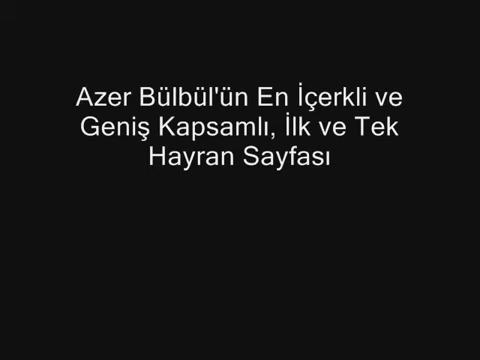 Azer Bülbül'ün En İçerkli ve
Geniş Kapsamlı, İlk ve Tek
Hayran Sayfası